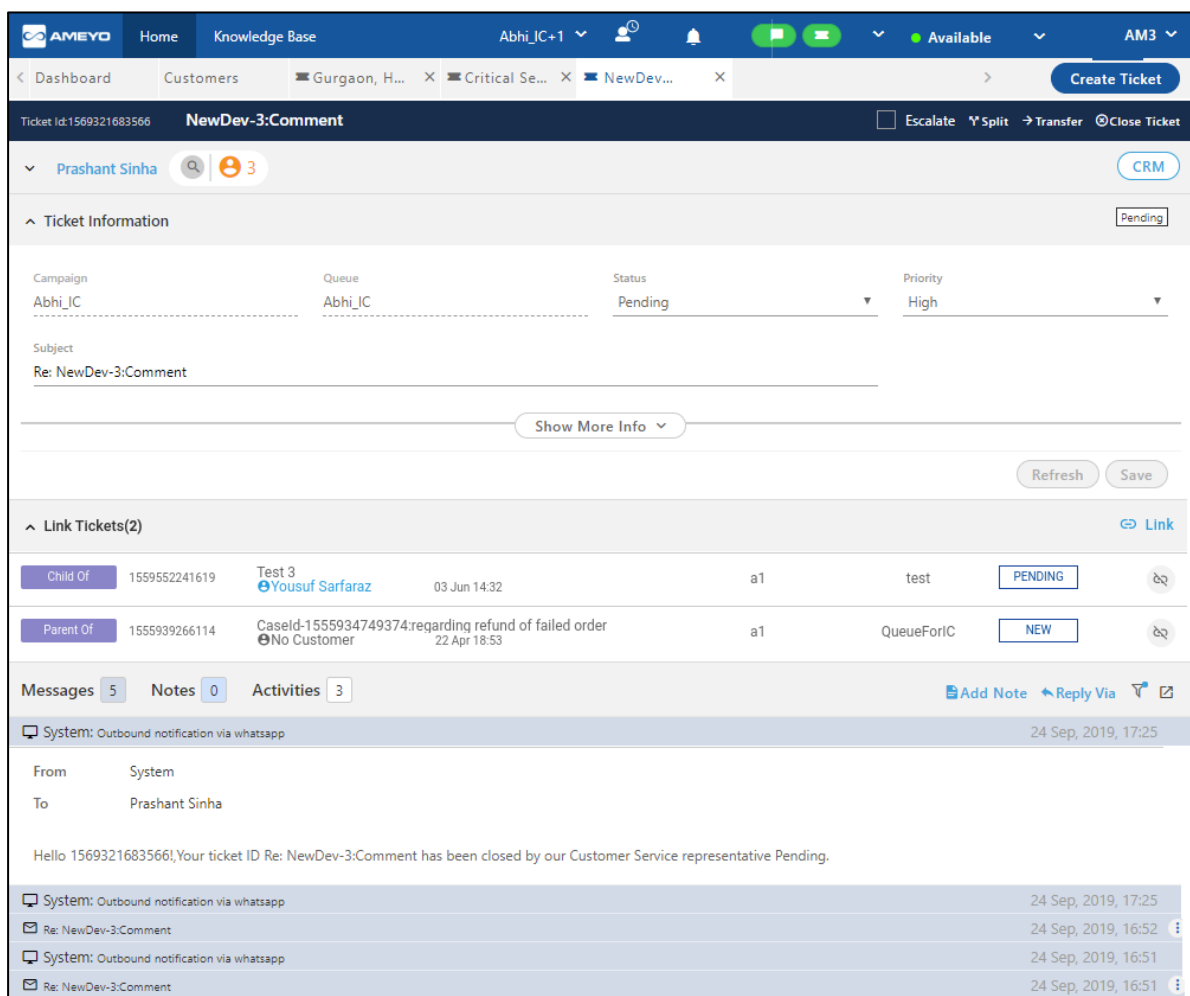 AMEYO Home Knowledge Base Abhi_IC+1 Available AM3
Dashboard Customers Gurgaon, H... X Critical Se... X NewDev... X Create Ticket
Ticket Id:1569321683566 NewDev-3:Comment Escalate Split Transfer Close Ticket
Prashant Sinha 3 CRM
Ticket Information Pending
Campaign Queue Status Priority
Abhi_IC Abhi_IC Pending High
Subject
Re: NewDev-3:Comment
Show More Info
Refresh Save
Link Tickets(2) Link
Child Of 1559552241619 Test 3 a1 test PENDING
Yousuf Sarfaraz 03 Jun 14:32
Parent Of 1555939266114 CaseId-1555934749374:regarding refund of failed order a1 QueueForIC NEW
No Customer 22 Apr 18:53
Messages 5 Notes 0 Activities 3 Add Note Reply Via
System: Outbound notification via whatsapp 24 Sep, 2019, 17:25
From System
To Prashant Sinha
Hello 1569321683566!,Your ticket ID Re: NewDev-3:Comment has been closed by our Customer Service representative Pending.
System: Outbound notification via whatsapp 24 Sep, 2019, 17:25
Re: NewDev-3:Comment 24 Sep, 2019, 16:52
System: Outbound notification via whatsapp 24 Sep, 2019, 16:51
Re: NewDev-3:Comment 24 Sep, 2019, 16:51